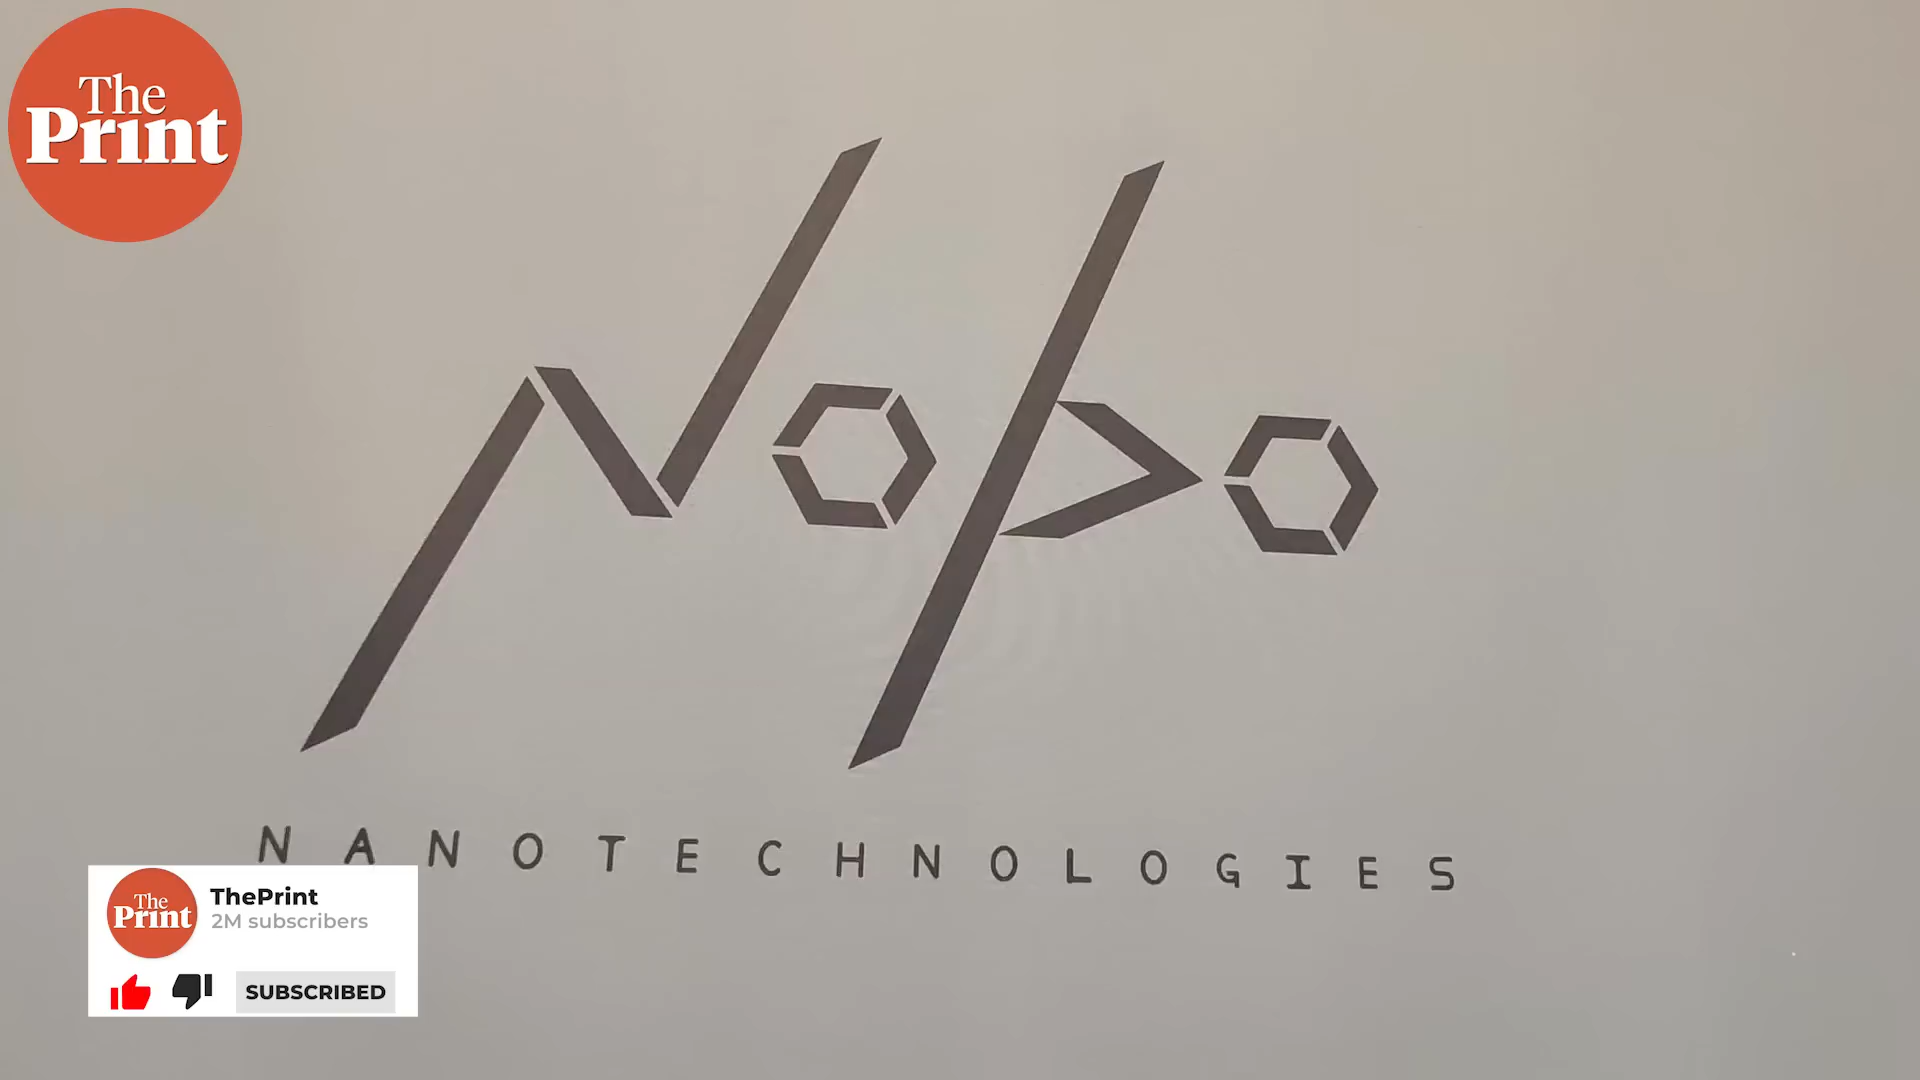 The
Print
Nopo
NANOTECHNOLOGIES
The
Print
ThePrint
2M subscribers
SUBSCRIBED